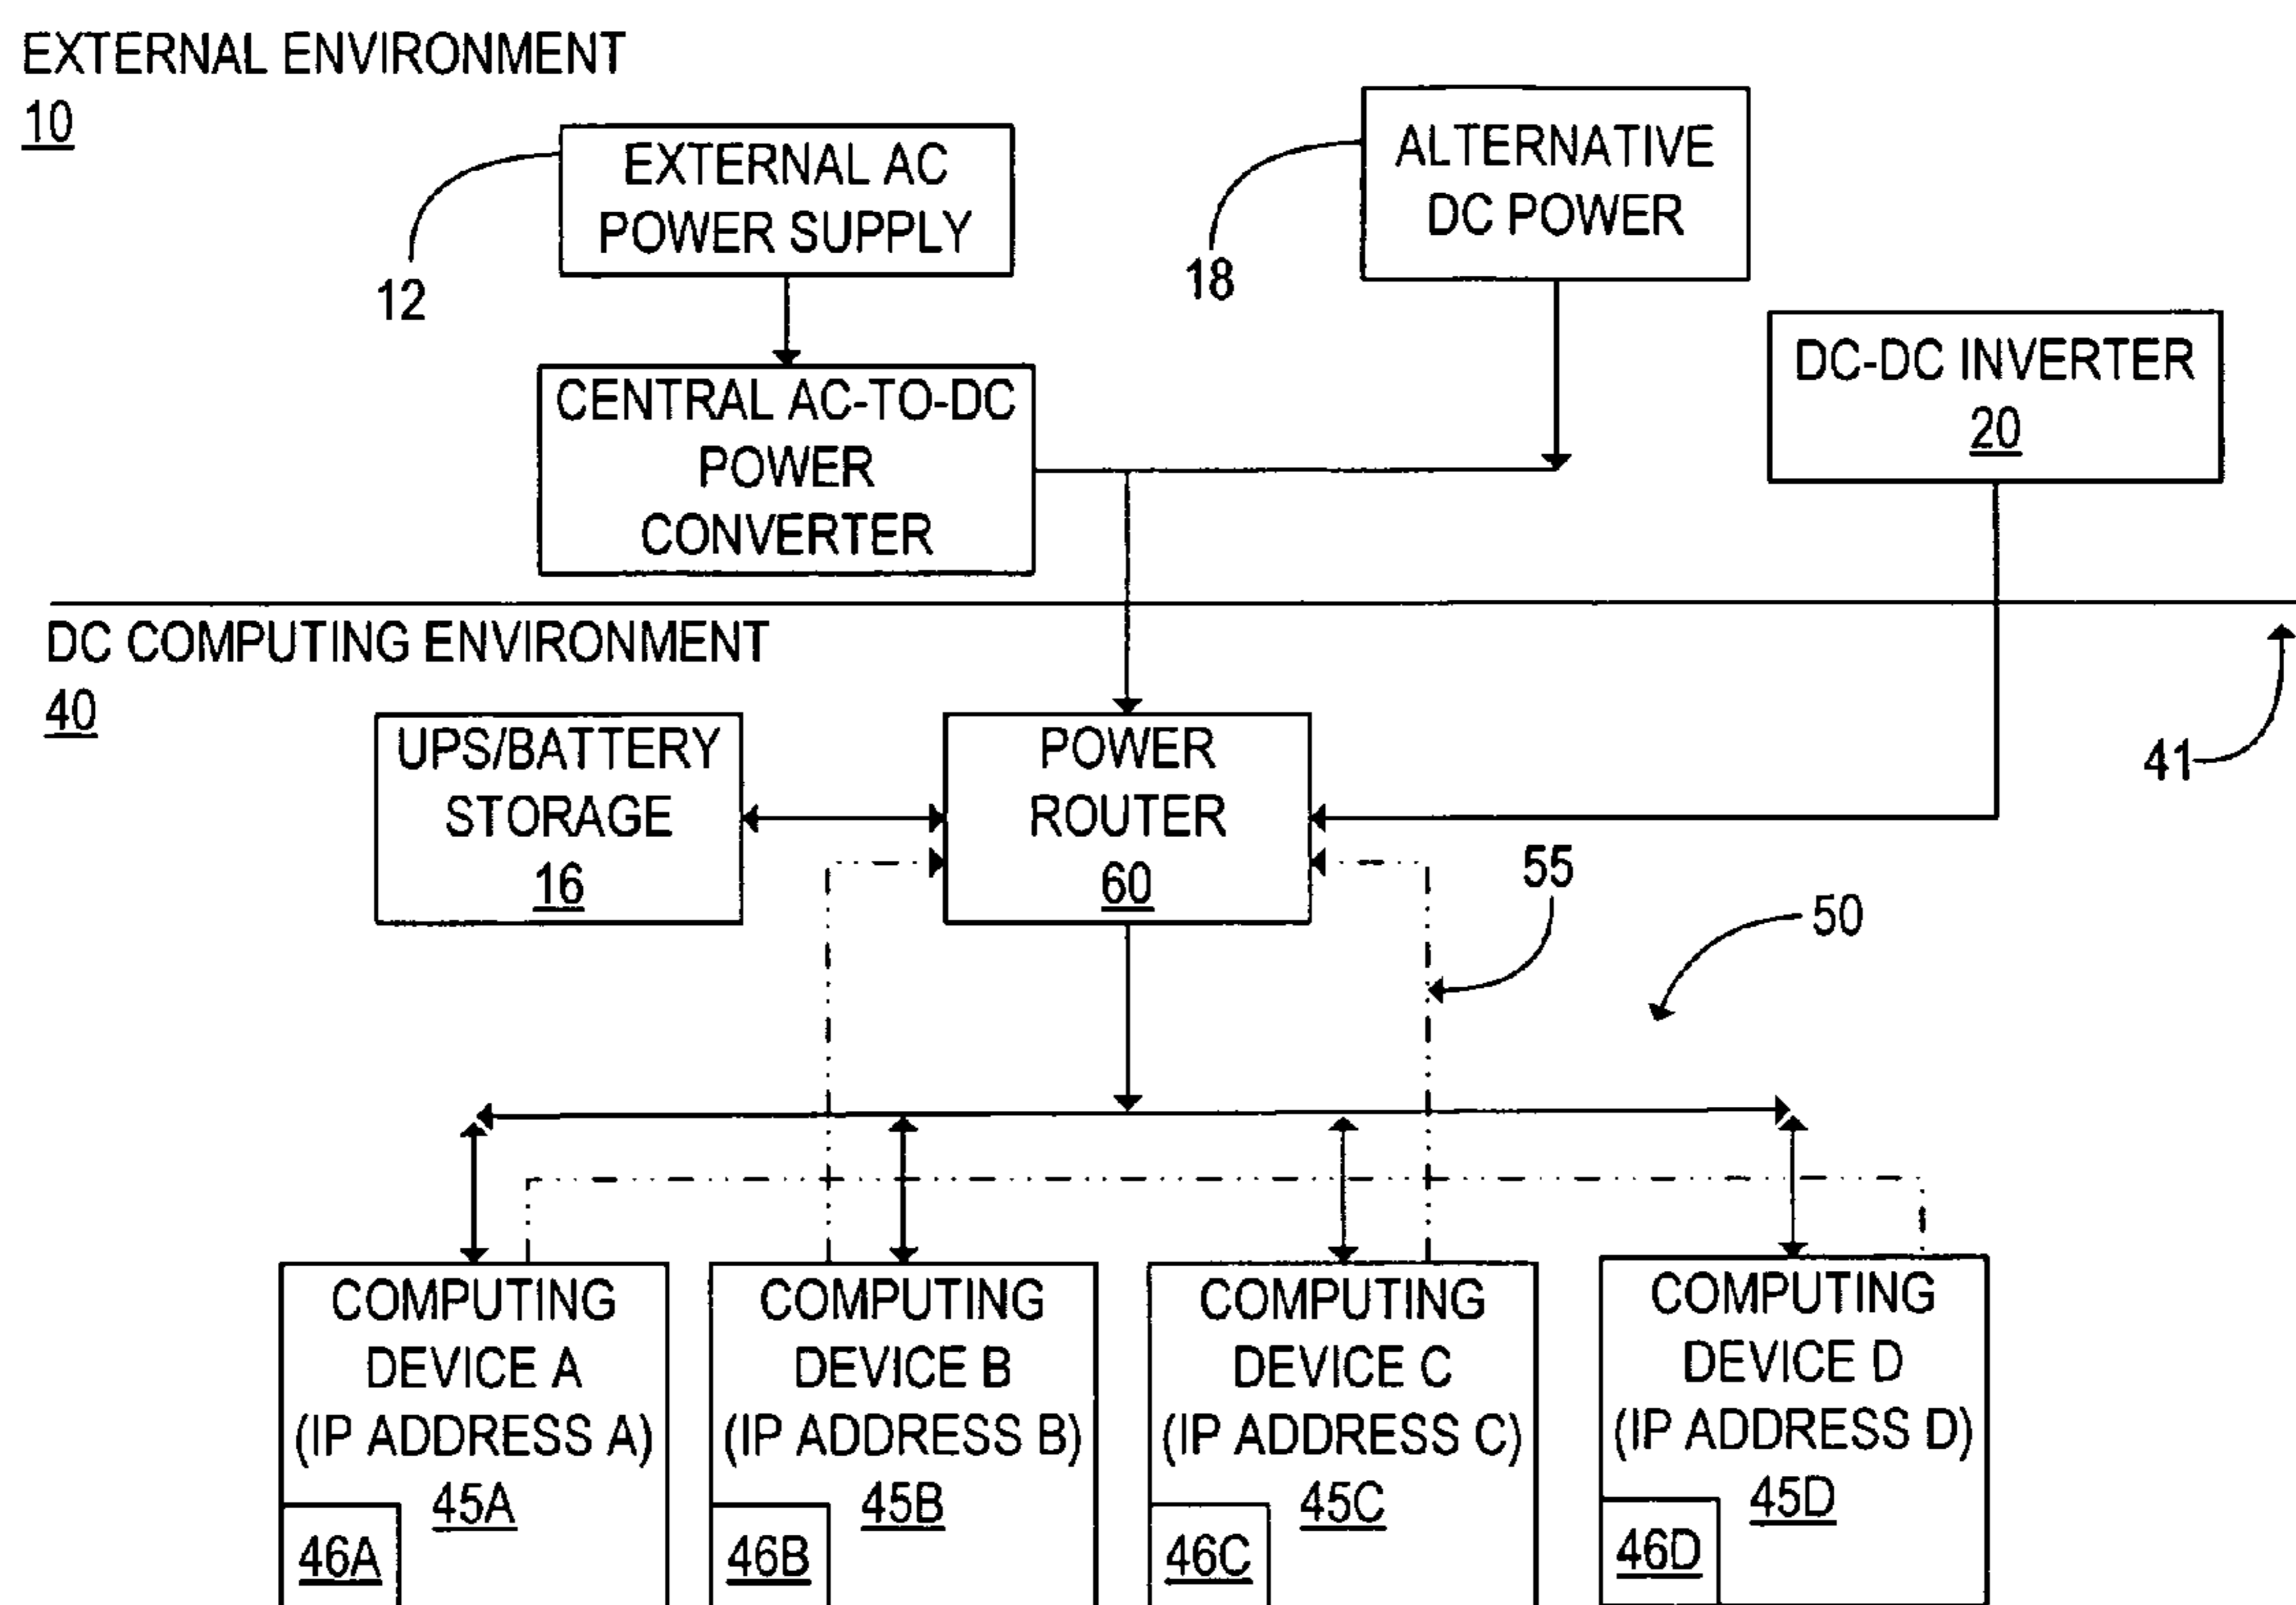 EXTERNAL ENVIRONMENT
10
EXTERNAL AC
POWER SUPPLY
12
ALTERNATIVE
DC POWER
18
CENTRAL AC-TO-DC
POWER
CONVERTER
DC-DC INVERTER
20
DC COMPUTING ENVIRONMENT
40
41
UPS/BATTERY
STORAGE
16
POWER
ROUTER
60
55
50
COMPUTING
DEVICE A
(IP ADDRESS A)
45A
46A
COMPUTING
DEVICE B
(IP ADDRESS B)
45B
46B
COMPUTING
DEVICE C
(IP ADDRESS C)
45C
46C
COMPUTING
DEVICE D
(IP ADDRESS D)
45D
46D